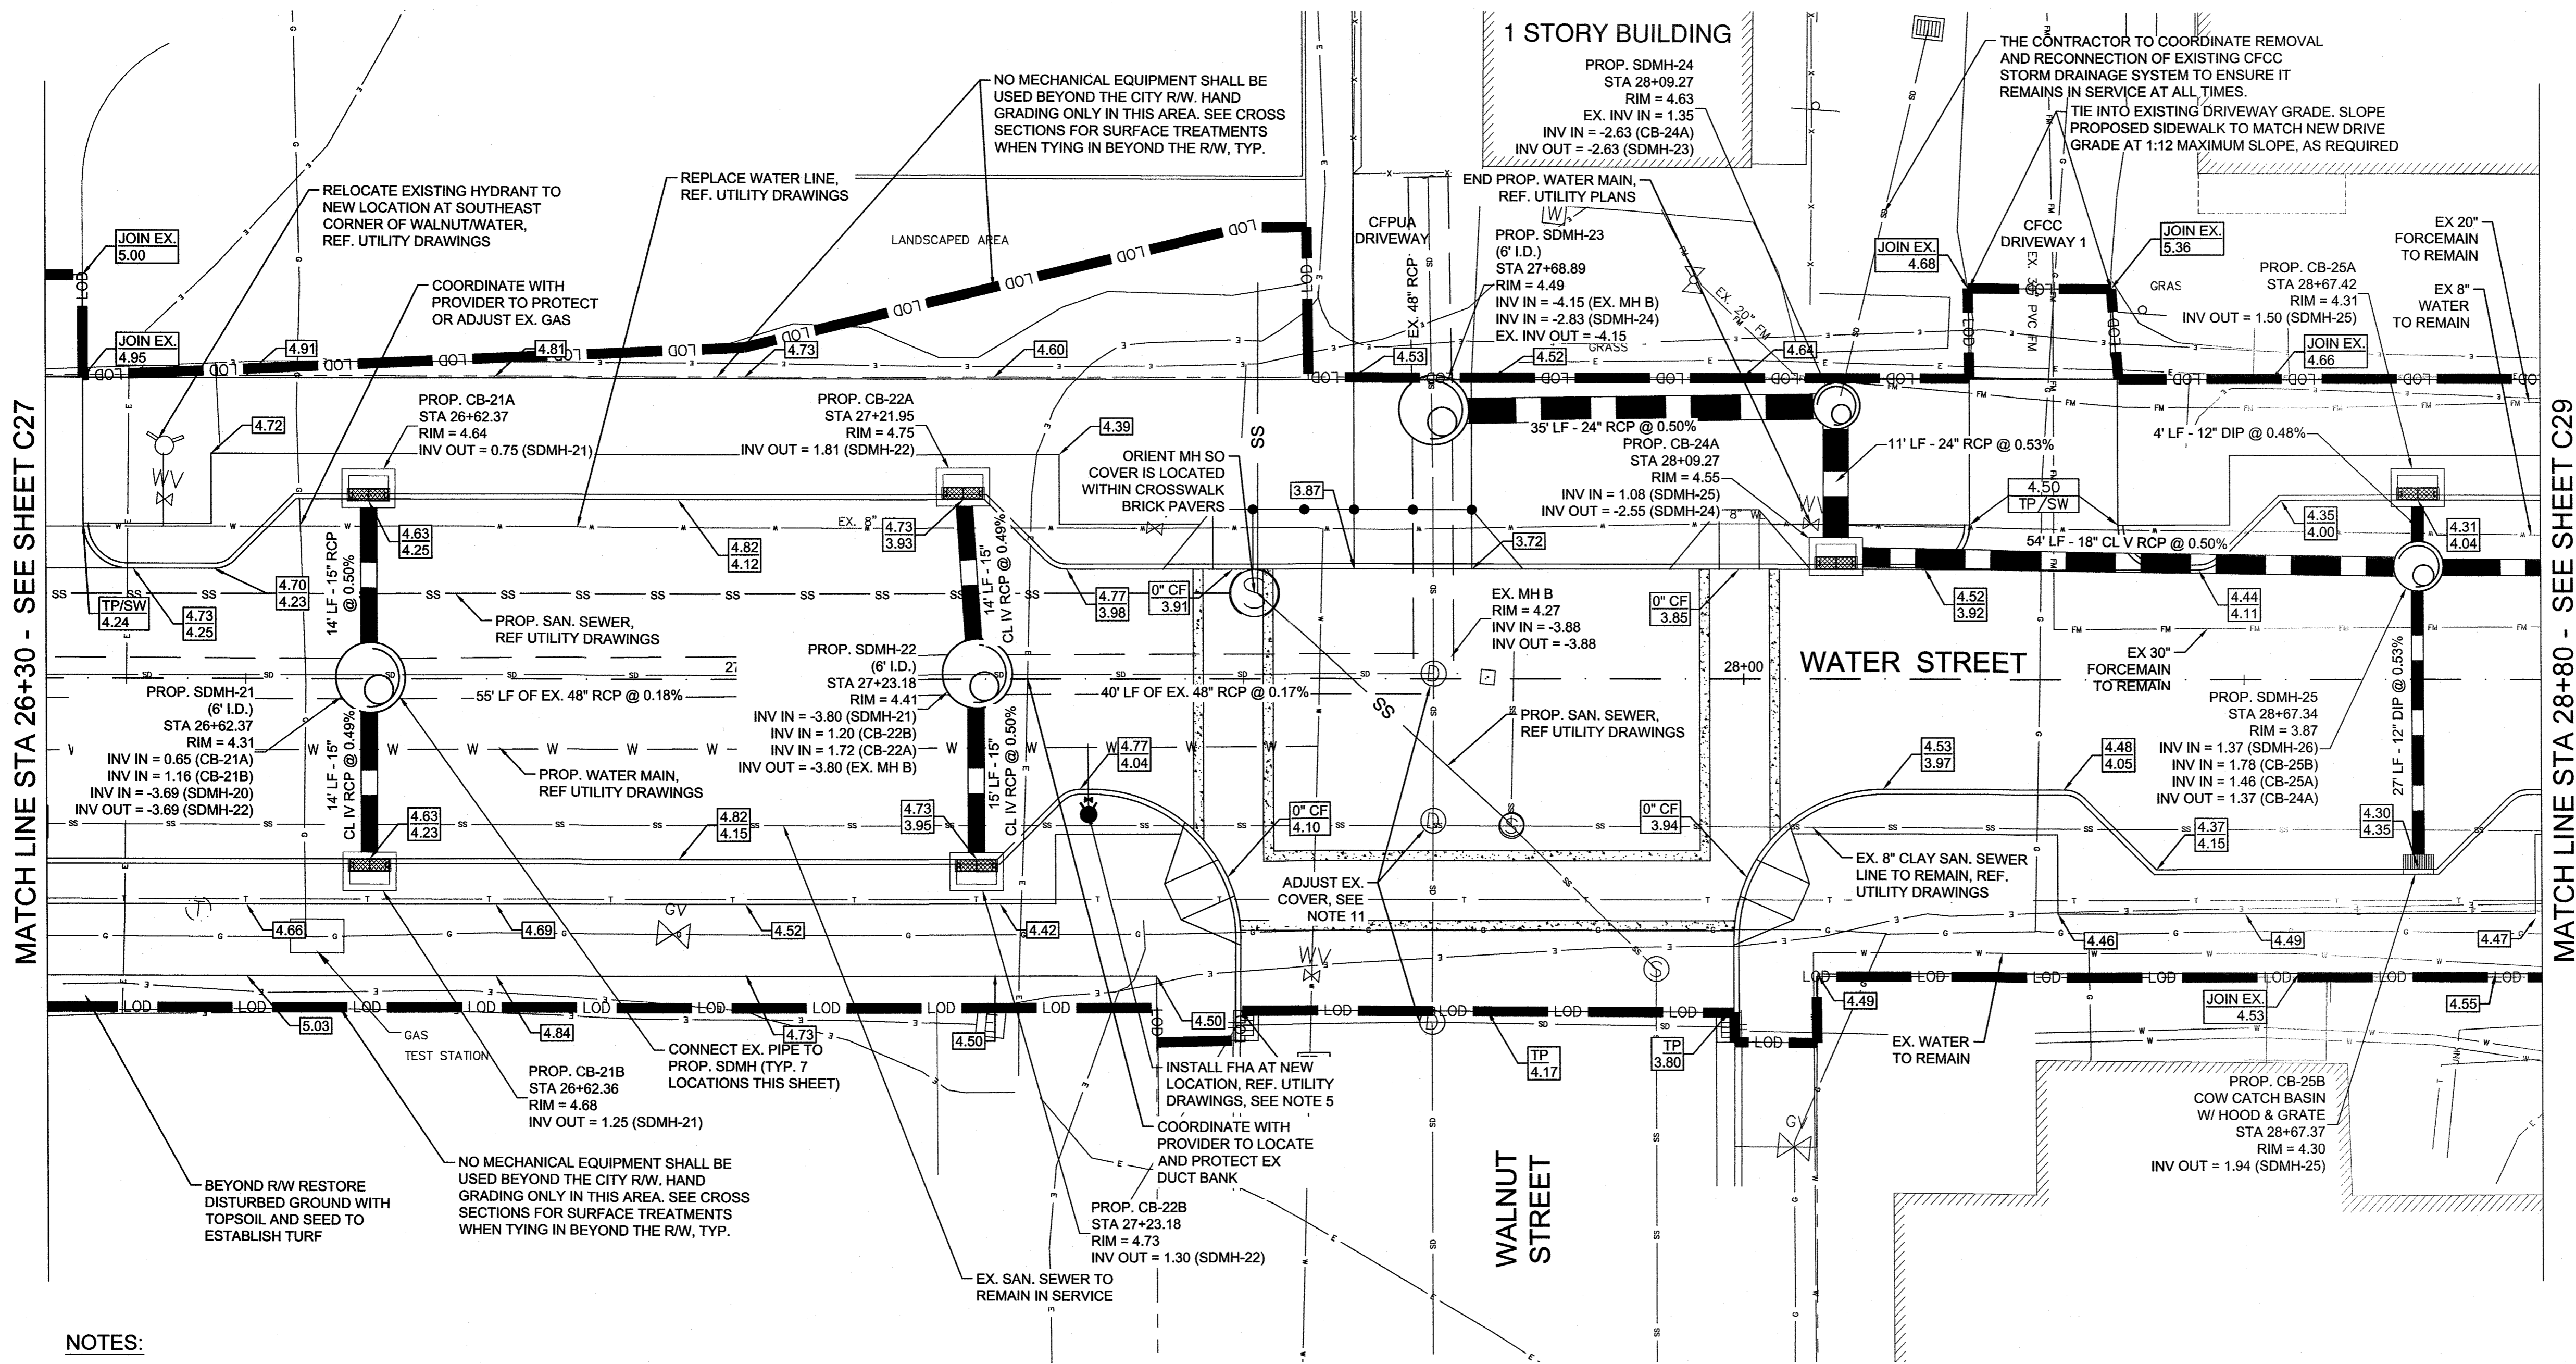 1 STORY BUILDING
PROP. SDMH-24
STA 28+09.27
RIM = 4.63
EX. INV IN = 1.35
INV IN = -2.63 (CB-24A)
INV OUT = -2.63 (SDMH-23)
THE CONTRACTOR TO COORDINATE REMOVAL
AND RECONNECTION OF EXISTING CFCC
STORM DRAINAGE SYSTEM TO ENSURE IT
REMAINS IN SERVICE AT ALL TIMES.
TIE INTO EXISTING DRIVEWAY GRADE. SLOPE
PROPOSED SIDEWALK TO MATCH NEW DRIVE
GRADE AT 1:12 MAXIMUM SLOPE, AS REQUIRED
NO MECHANICAL EQUIPMENT SHALL BE
USED BEYOND THE CITY R/W. HAND
GRADING ONLY IN THIS AREA. SEE CROSS
SECTIONS FOR SURFACE TREATMENTS
WHEN TYING IN BEYOND THE R/W, TYP.
REPLACE WATER LINE,
REF. UTILITY DRAWINGS
RELOCATE EXISTING HYDRANT TO
NEW LOCATION AT SOUTHEAST
CORNER OF WALNUT/WATER,
REF. UTILITY DRAWINGS
END PROP. WATER MAIN,
REF. UTILITY PLANS
JOIN EX.
5.00
LANDSCAPED AREA
CFPUA
DRIVEWAY
W
PROP. SDMH-23
(6' I.D.)
STA 27+68.89
RIM = 4.49
INV IN = -4.15 (EX. MH B)
INV IN = -2.83 (SDMH-24)
EX. INV OUT = -4.15
GRASS
EX. 48" RCP
EX. 20" FM
JOIN EX.
4.68
CFCC
DRIVEWAY 1
EX. 30" PVC FM
JOIN EX.
5.36
GRAS
PROP. CB-25A
STA 28+67.42
RIM = 4.31
INV OUT = 1.50 (SDMH-25)
EX 20"
FORCEMAIN
TO REMAIN
EX 8"
WATER
TO REMAIN
COORDINATE WITH
PROVIDER TO PROTECT
OR ADJUST EX. GAS
JOIN EX.
4.95
4.91
4.81
4.73
4.60
4.53
4.52
4.64
JOIN EX.
4.66
MATCH LINE STA 26+30 - SEE SHEET C27
MATCH LINE STA 28+80 - SEE SHEET C29
4.72
PROP. CB-21A
STA 26+62.37
RIM = 4.64
INV OUT = 0.75 (SDMH-21)
PROP. CB-22A
STA 27+21.95
RIM = 4.75
INV OUT = 1.81 (SDMH-22)
4.39
ORIENT MH SO
COVER IS LOCATED
WITHIN CROSSWALK
BRICK PAVERS
SS
3.87
35' LF - 24" RCP @ 0.50%
PROP. CB-24A
STA 28+09.27
RIM = 4.55
INV IN = 1.08 (SDMH-25)
INV OUT = -2.55 (SDMH-24)
11' LF - 24" RCP @ 0.53%
4' LF - 12" DIP @ 0.48%
4.50
TP / SW
WV
EX. 8"
8" W
WV
4.63
4.25
4.82
4.12
4.73
3.93
3.72
54' LF - 18" CL V RCP @ 0.50%
4.35
4.00
4.31
4.04
14' LF - 15" RCP
@ 0.50%
14' LF - 15"
CL IV RCP @ 0.49%
TP/SW
4.24
4.73
4.25
4.70
4.23
PROP. SAN. SEWER,
REF UTILITY DRAWINGS
4.77
3.98
0" CF
3.91
S
EX. MH B
RIM = 4.27
INV IN = -3.88
INV OUT = -3.88
0" CF
3.85
4.52
3.92
4.44
4.11
28+00
WATER STREET
EX 30"
FORCEMAIN
TO REMAIN
PROP. SDMH-21
(6' I.D.)
STA 26+62.37
RIM = 4.31
INV IN = 0.65 (CB-21A)
INV IN = 1.16 (CB-21B)
INV IN = -3.69 (SDMH-20)
INV OUT = -3.69 (SDMH-22)
55' LF OF EX. 48" RCP @ 0.18%
PROP. SDMH-22
(6' I.D.)
STA 27+23.18
RIM = 4.41
INV IN = -3.80 (SDMH-21)
INV IN = 1.20 (CB-22B)
INV IN = 1.72 (CB-22A)
INV OUT = -3.80 (EX. MH B)
40' LF OF EX. 48" RCP @ 0.17%
SS
PROP. SAN. SEWER,
REF UTILITY DRAWINGS
PROP. SDMH-25
STA 28+67.34
RIM = 3.87
INV IN = 1.37 (SDMH-26)
INV IN = 1.78 (CB-25B)
INV IN = 1.46 (CB-25A)
INV OUT = 1.37 (CB-24A)
27' LF - 12" DIP @ 0.53%
14' LF - 15"
CL IV RCP @ 0.49%
15' LF - 15"
CL IV RCP @ 0.50%
PROP. WATER MAIN,
REF UTILITY DRAWINGS
4.77
4.04
4.53
3.97
4.48
4.05
4.63
4.23
4.82
4.15
4.73
3.95
0" CF
4.10
D
S
0" CF
3.94
4.30
4.35
4.37
4.15
EX. 8" CLAY SAN. SEWER
LINE TO REMAIN, REF.
UTILITY DRAWINGS
ADJUST EX.
COVER, SEE
NOTE 11
T
GV
WV
S
4.66
4.69
4.52
4.42
4.46
4.49
4.47
5.03
4.84
4.73
4.50
4.50
4.49
JOIN EX.
4.53
4.55
GAS
TEST STATION
CONNECT EX. PIPE TO
PROP. SDMH (TYP. 7
LOCATIONS THIS SHEET)
TP
4.17
TP
3.80
EX. WATER
TO REMAIN
PROP. CB-21B
STA 26+62.36
RIM = 4.68
INV OUT = 1.25 (SDMH-21)
INSTALL FHA AT NEW
LOCATION, REF. UTILITY
DRAWINGS, SEE NOTE 5
COORDINATE WITH
PROVIDER TO LOCATE
AND PROTECT EX
DUCT BANK
GV
PROP. CB-25B
COW CATCH BASIN
W/ HOOD & GRATE
STA 28+67.37
RIM = 4.30
INV OUT = 1.94 (SDMH-25)
BEYOND R/W RESTORE
DISTURBED GROUND WITH
TOPSOIL AND SEED TO
ESTABLISH TURF
NO MECHANICAL EQUIPMENT SHALL BE
USED BEYOND THE CITY R/W. HAND
GRADING ONLY IN THIS AREA. SEE CROSS
SECTIONS FOR SURFACE TREATMENTS
WHEN TYING IN BEYOND THE R/W, TYP.
PROP. CB-22B
STA 27+23.18
RIM = 4.73
INV OUT = 1.30 (SDMH-22)
WALNUT
STREET
EX. SAN. SEWER TO
REMAIN IN SERVICE
NOTES: